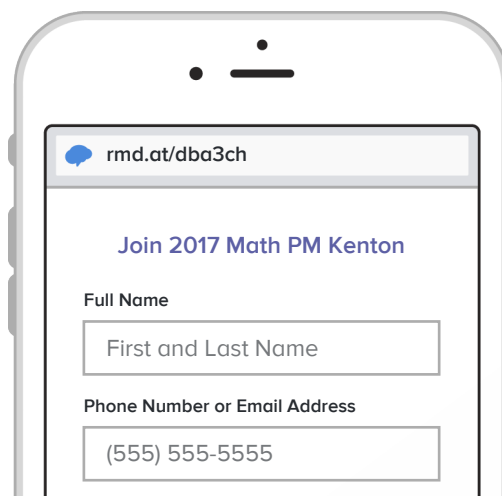 rmd.at/dba3ch
Join 2017 Math PM Kenton
Full Name
First and Last Name
Phone Number or Email Address
(555) 555-5555